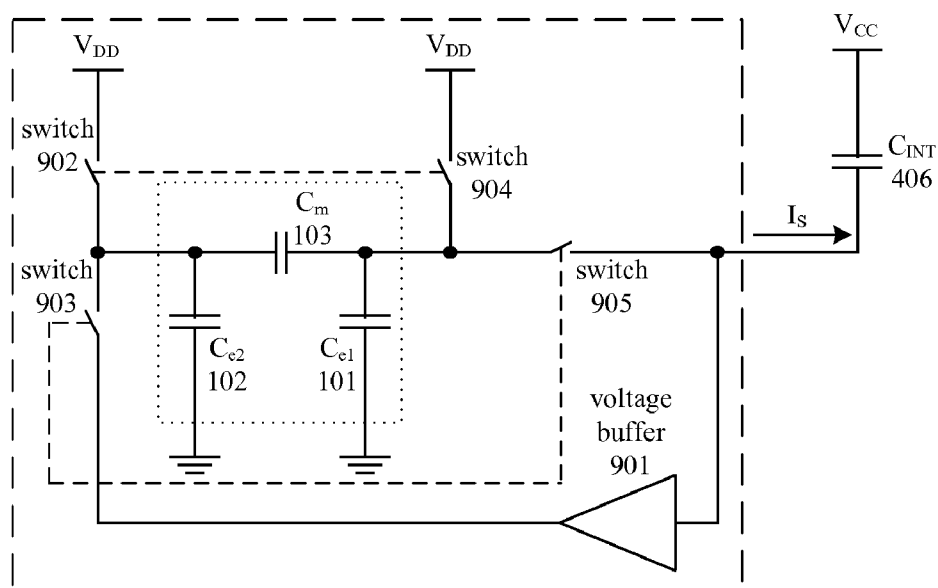 V_DD
V_DD
V_CC
switch
902
switch
904
C_INT
406
C_m
103
I_S
switch
903
switch
905
C_e2
102
C_e1
101
voltage
buffer
901